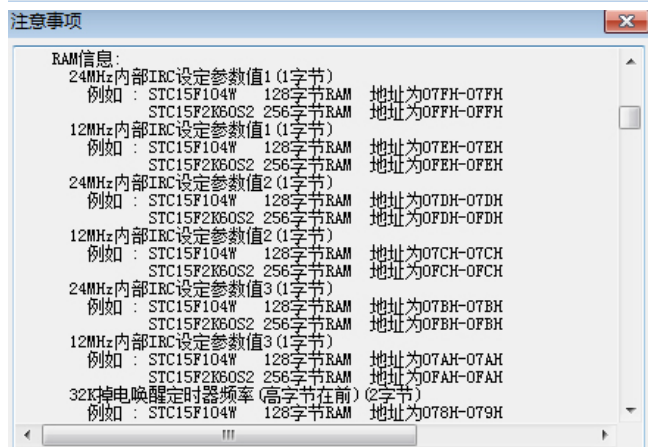 注意事项
RAM信息:
24MHz内部IRC设定参数值1(1字节)
例如 : STC15F104W 128字节RAM 地址为07FH-07FH
STC15F2K60S2 256字节RAM 地址为0FFH-0FFH
12MHz内部IRC设定参数值1(1字节)
例如 : STC15F104W 128字节RAM 地址为07EH-07EH
STC15F2K60S2 256字节RAM 地址为0FEH-0FEH
24MHz内部IRC设定参数值2(1字节)
例如 : STC15F104W 128字节RAM 地址为07DH-07DH
STC15F2K60S2 256字节RAM 地址为0FDH-0FDH
12MHz内部IRC设定参数值2(1字节)
例如 : STC15F104W 128字节RAM 地址为07CH-07CH
STC15F2K60S2 256字节RAM 地址为0FCH-0FCH
24MHz内部IRC设定参数值3(1字节)
例如 : STC15F104W 128字节RAM 地址为07BH-07BH
STC15F2K60S2 256字节RAM 地址为0FBH-0FBH
12MHz内部IRC设定参数值3(1字节)
例如 : STC15F104W 128字节RAM 地址为07AH-07AH
STC15F2K60S2 256字节RAM 地址为0FAH-0FAH
32K掉电唤醒定时器频率(高字节在前)(2字节)
例如 : STC15F104W 128字节RAM 地址为078H-079H